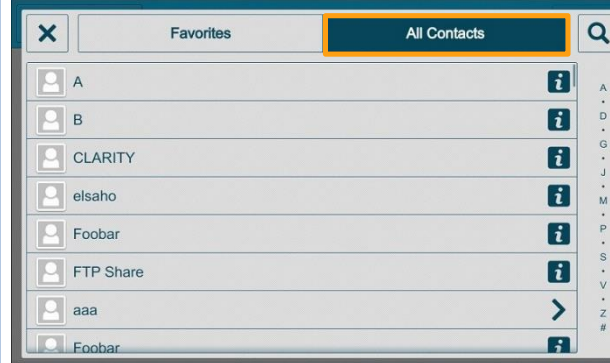 Favorites
All Contacts
A
B
CLARITY
elsaho
Foobar
FTP Share
aaa
Foobar
A
D
G
J
M
P
S
V
Z
#